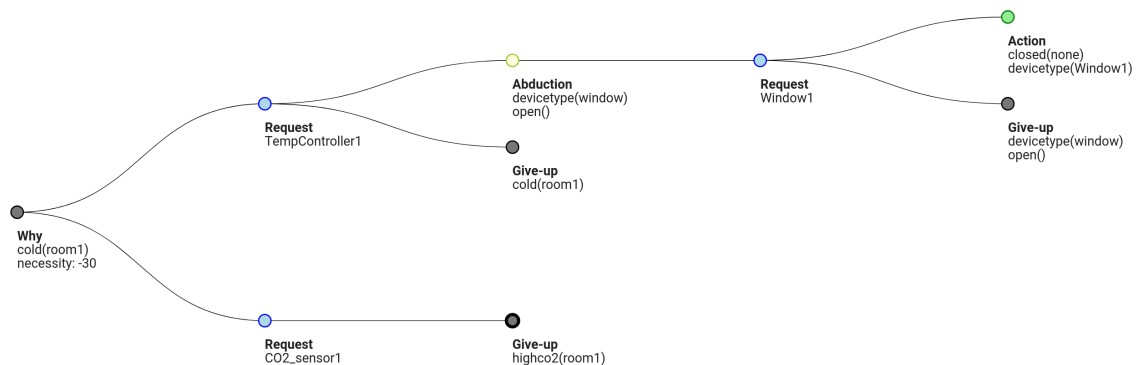 Action
closed(none)
devicetype(Window1)
Abduction
devicetype(window)
open()
Request
Window1
Request
TempController1
Give-up
devicetype(window)
open()
Give-up
cold(room1)
Why
cold(room1)
necessity: -30
Request
CO2_sensor1
Give-up
highco2(room1)